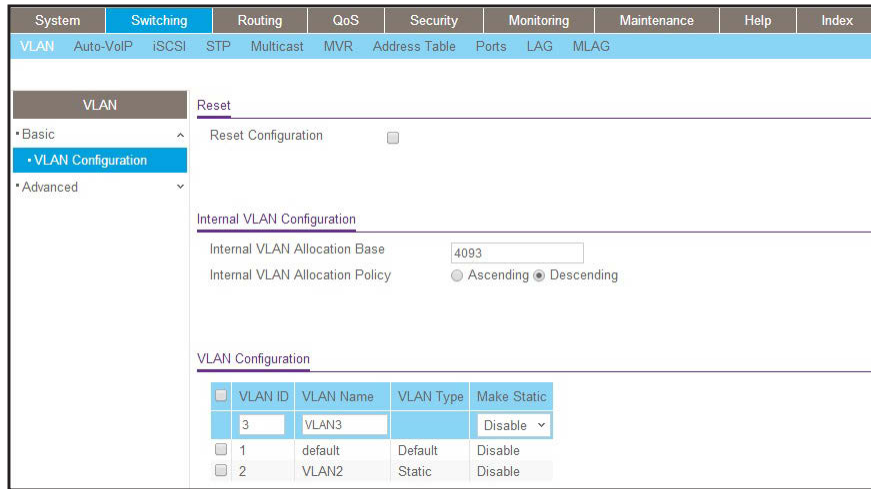 System Switching Routing QoS Security Monitoring Maintenance Help Index
VLAN Auto-VoIP iSCSI STP Multicast MVR Address Table Ports LAG MLAG
VLAN
• Basic
• VLAN Configuration
• Advanced
Reset
Reset Configuration
Internal VLAN Configuration
Internal VLAN Allocation Base 4093
Internal VLAN Allocation Policy Ascending Descending
VLAN Configuration
VLAN ID VLAN Name VLAN Type Make Static
3 VLAN3 Disable
1 default Default Disable
2 VLAN2 Static Disable